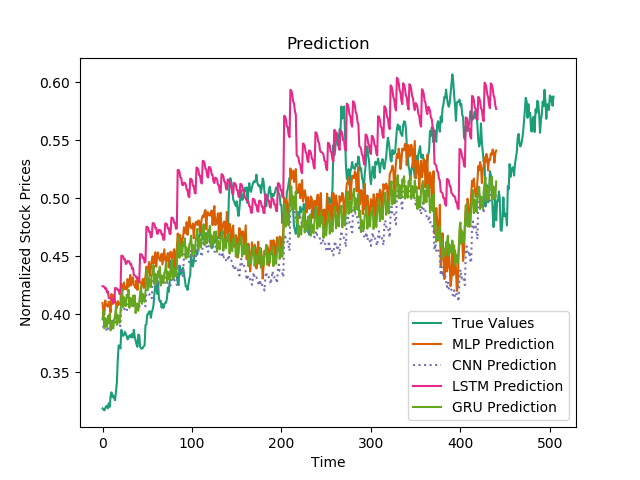 Prediction
Normalized Stock Prices
0.60
0.55
0.50
0.45
0.40
0.35
True Values
MLP Prediction
CNN Prediction
LSTM Prediction
GRU Prediction
0 100 200 300 400 500
Time